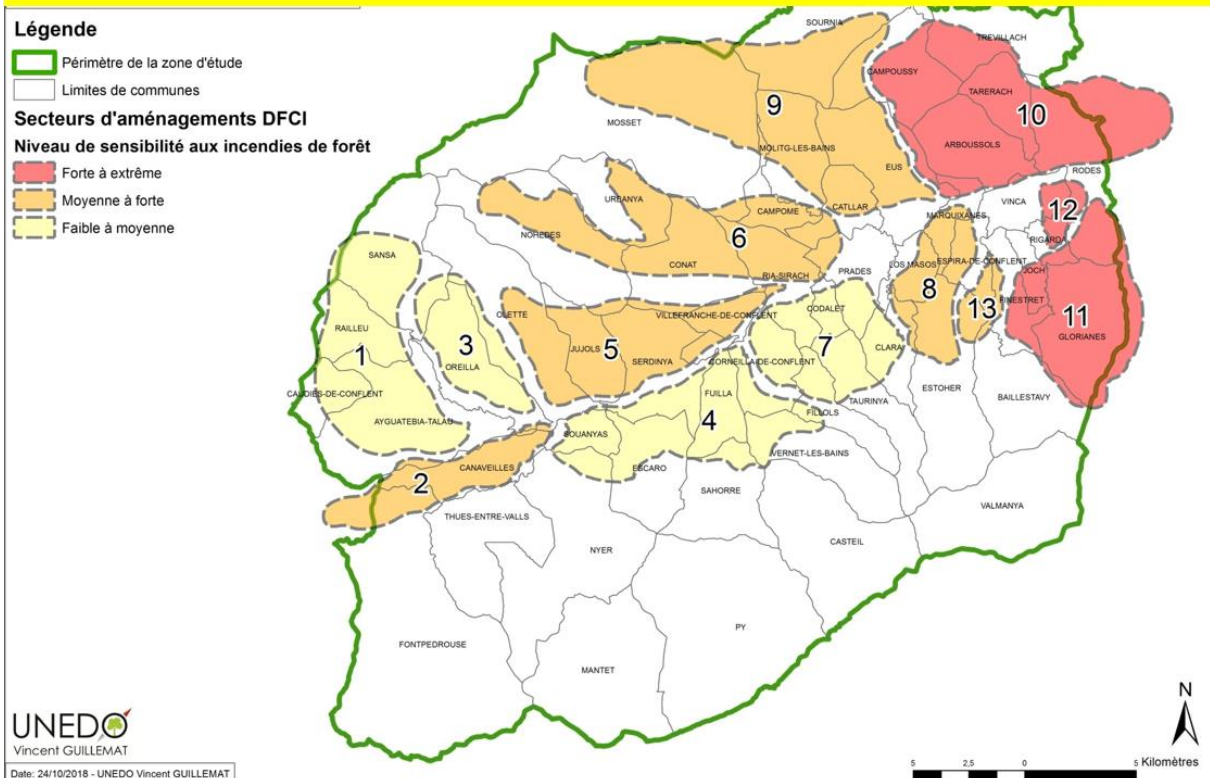 Légende
Périmètre de la zone d'étude
Limites de communes
Secteurs d'aménagements DFCI
Niveau de sensibilité aux incendies de forêt
Forte à extrême
Moyenne à forte
Faible à moyenne
SOURNIA
TREVILLACH
CAMPOUSSY
TARERACH
9
10
MOSSET
MOLITG-LES-BAINS
ARBOUSSOLS
EUS
RODES
URBANYA
VINCA
12
CAMPOME
CATLLAR
MARQUIXANES
NOHEDES
6
RIGARDA
SANSA
CONAT
LOS MASOS
ESPIRA-DE-CONFLENT
RIA-SIRACH
PRADES
JOCH
8
13
FINESTRET
OLETTE
VILLEFRANCHE-DE-CONFLENT
CODALET
11
RAILLEU
3
GLORIANES
1
JUJOLS
5
7
CLARA
SERDINYA
CORNEILLA-DE-CONFLENT
OREILLA
ESTOHER
CAUDIES-DE-CONFLENT
FUILLA
BAILLESTAVY
TAURINYA
AYGUATEBIA-TALAU
4
FILLOLS
SOUANYAS
VERNET-LES-BAINS
CANAVEILLES
ESCARO
2
SAHORRE
VALMANYA
THUES-ENTRE-VALLS
CASTEIL
NYER
PY
FONTPEDROUSE
MANTET
N
UNEDO
Vincent GUILLEMAT
Date: 24/10/2018 - UNEDO Vincent GUILLEMAT
5 2,5 0 5 Kilomètres